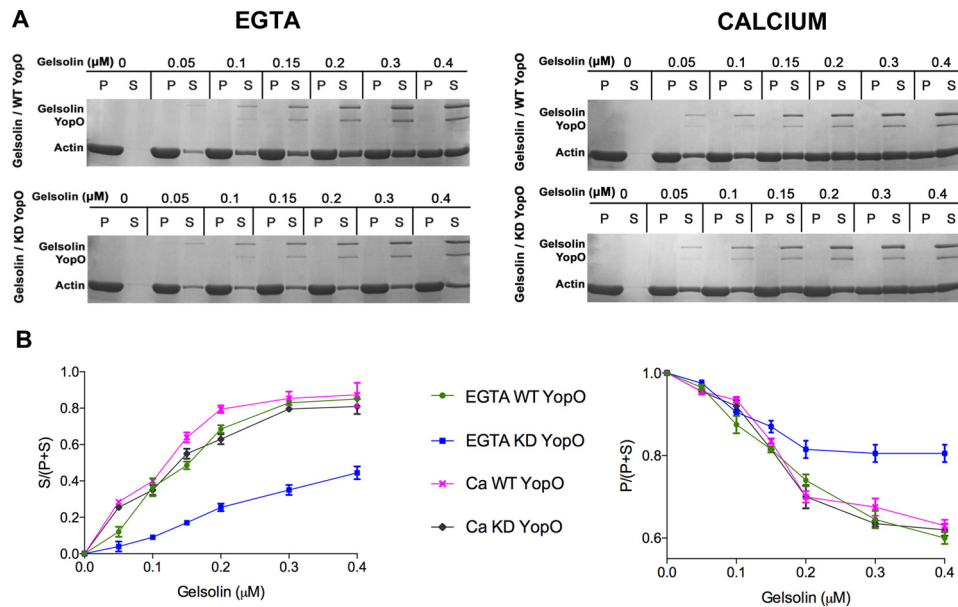 A
EGTA
CALCIUM
Gelsolin / WT YopO
Gelsolin (µM) 0 0.05 0.1 0.15 0.2 0.3 0.4
P S P S P S P S P S P S P S
Gelsolin
YopO
Actin
Gelsolin / KD YopO
Gelsolin (µM) 0 0.05 0.1 0.15 0.2 0.3 0.4
P S P S P S P S P S P S P S
Gelsolin
YopO
Actin
Gelsolin / WT YopO
Gelsolin (µM) 0 0.05 0.1 0.15 0.2 0.3 0.4
P S P S P S P S P S P S P S
Gelsolin
YopO
Actin
Gelsolin / KD YopO
Gelsolin (µM) 0 0.05 0.1 0.15 0.2 0.3 0.4
P S P S P S P S P S P S P S
Gelsolin
YopO
Actin
B
S/(P+S)
1.0
0.8
0.6
0.4
0.2
0.0
0.0 0.1 0.2 0.3 0.4
Gelsolin (µM)
EGTA WT YopO
EGTA KD YopO
Ca WT YopO
Ca KD YopO
P/(P+S)
1.0
0.8
0.6
0.0 0.1 0.2 0.3 0.4
Gelsolin (µM)